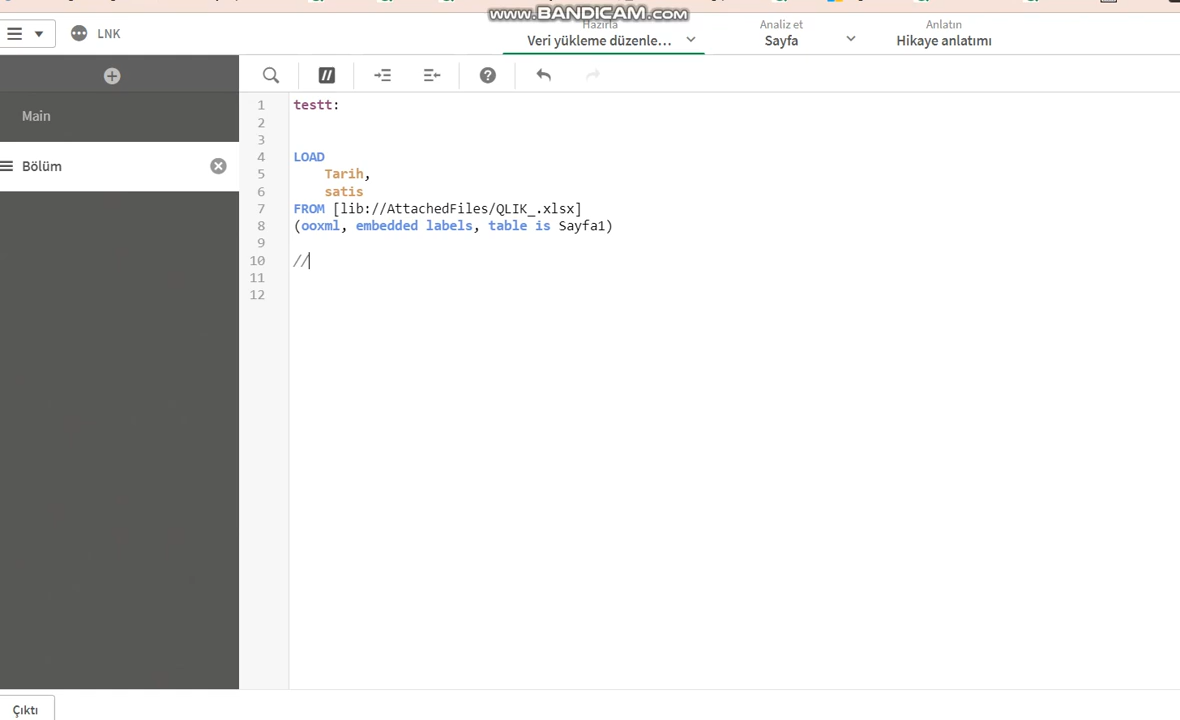 www.BANDICAM.com
LNK
Hazırla
Veri yükleme düzenle...
Analiz et
Sayfa
Anlatın
Hikaye anlatımı
Main
Bölüm
1 testt:
2
3
4 LOAD
5 Tarih,
6 satis
7 FROM [lib://AttachedFiles/QLIK_.xlsx]
8 (ooxml, embedded labels, table is Sayfa1)
9
10 //
11
12
Çıktı